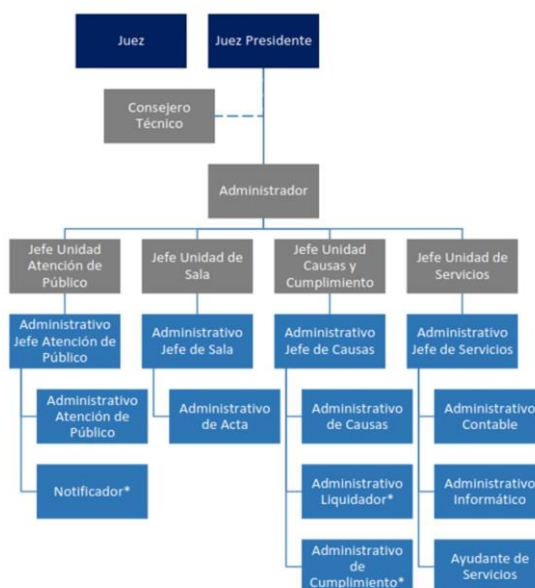 Juez
Juez Presidente
Consejero
Técnico
Administrador
Jefe Unidad
Atención de
Público
Jefe Unidad de
Sala
Jefe Unidad
Causas y
Cumplimiento
Jefe Unidad de
Servicios
Administrativo
Jefe Atención de
Público
Administrativo
Jefe de Sala
Administrativo
Jefe de Causas
Administrativo
Jefe de Servicios
Administrativo
Atención de
Público
Administrativo
de Acta
Administrativo
de Causas
Administrativo
Contable
Notificador*
Administrativo
Liquidador*
Administrativo
Informático
Administrativo
de
Cumplimiento*
Ayudante de
Servicios